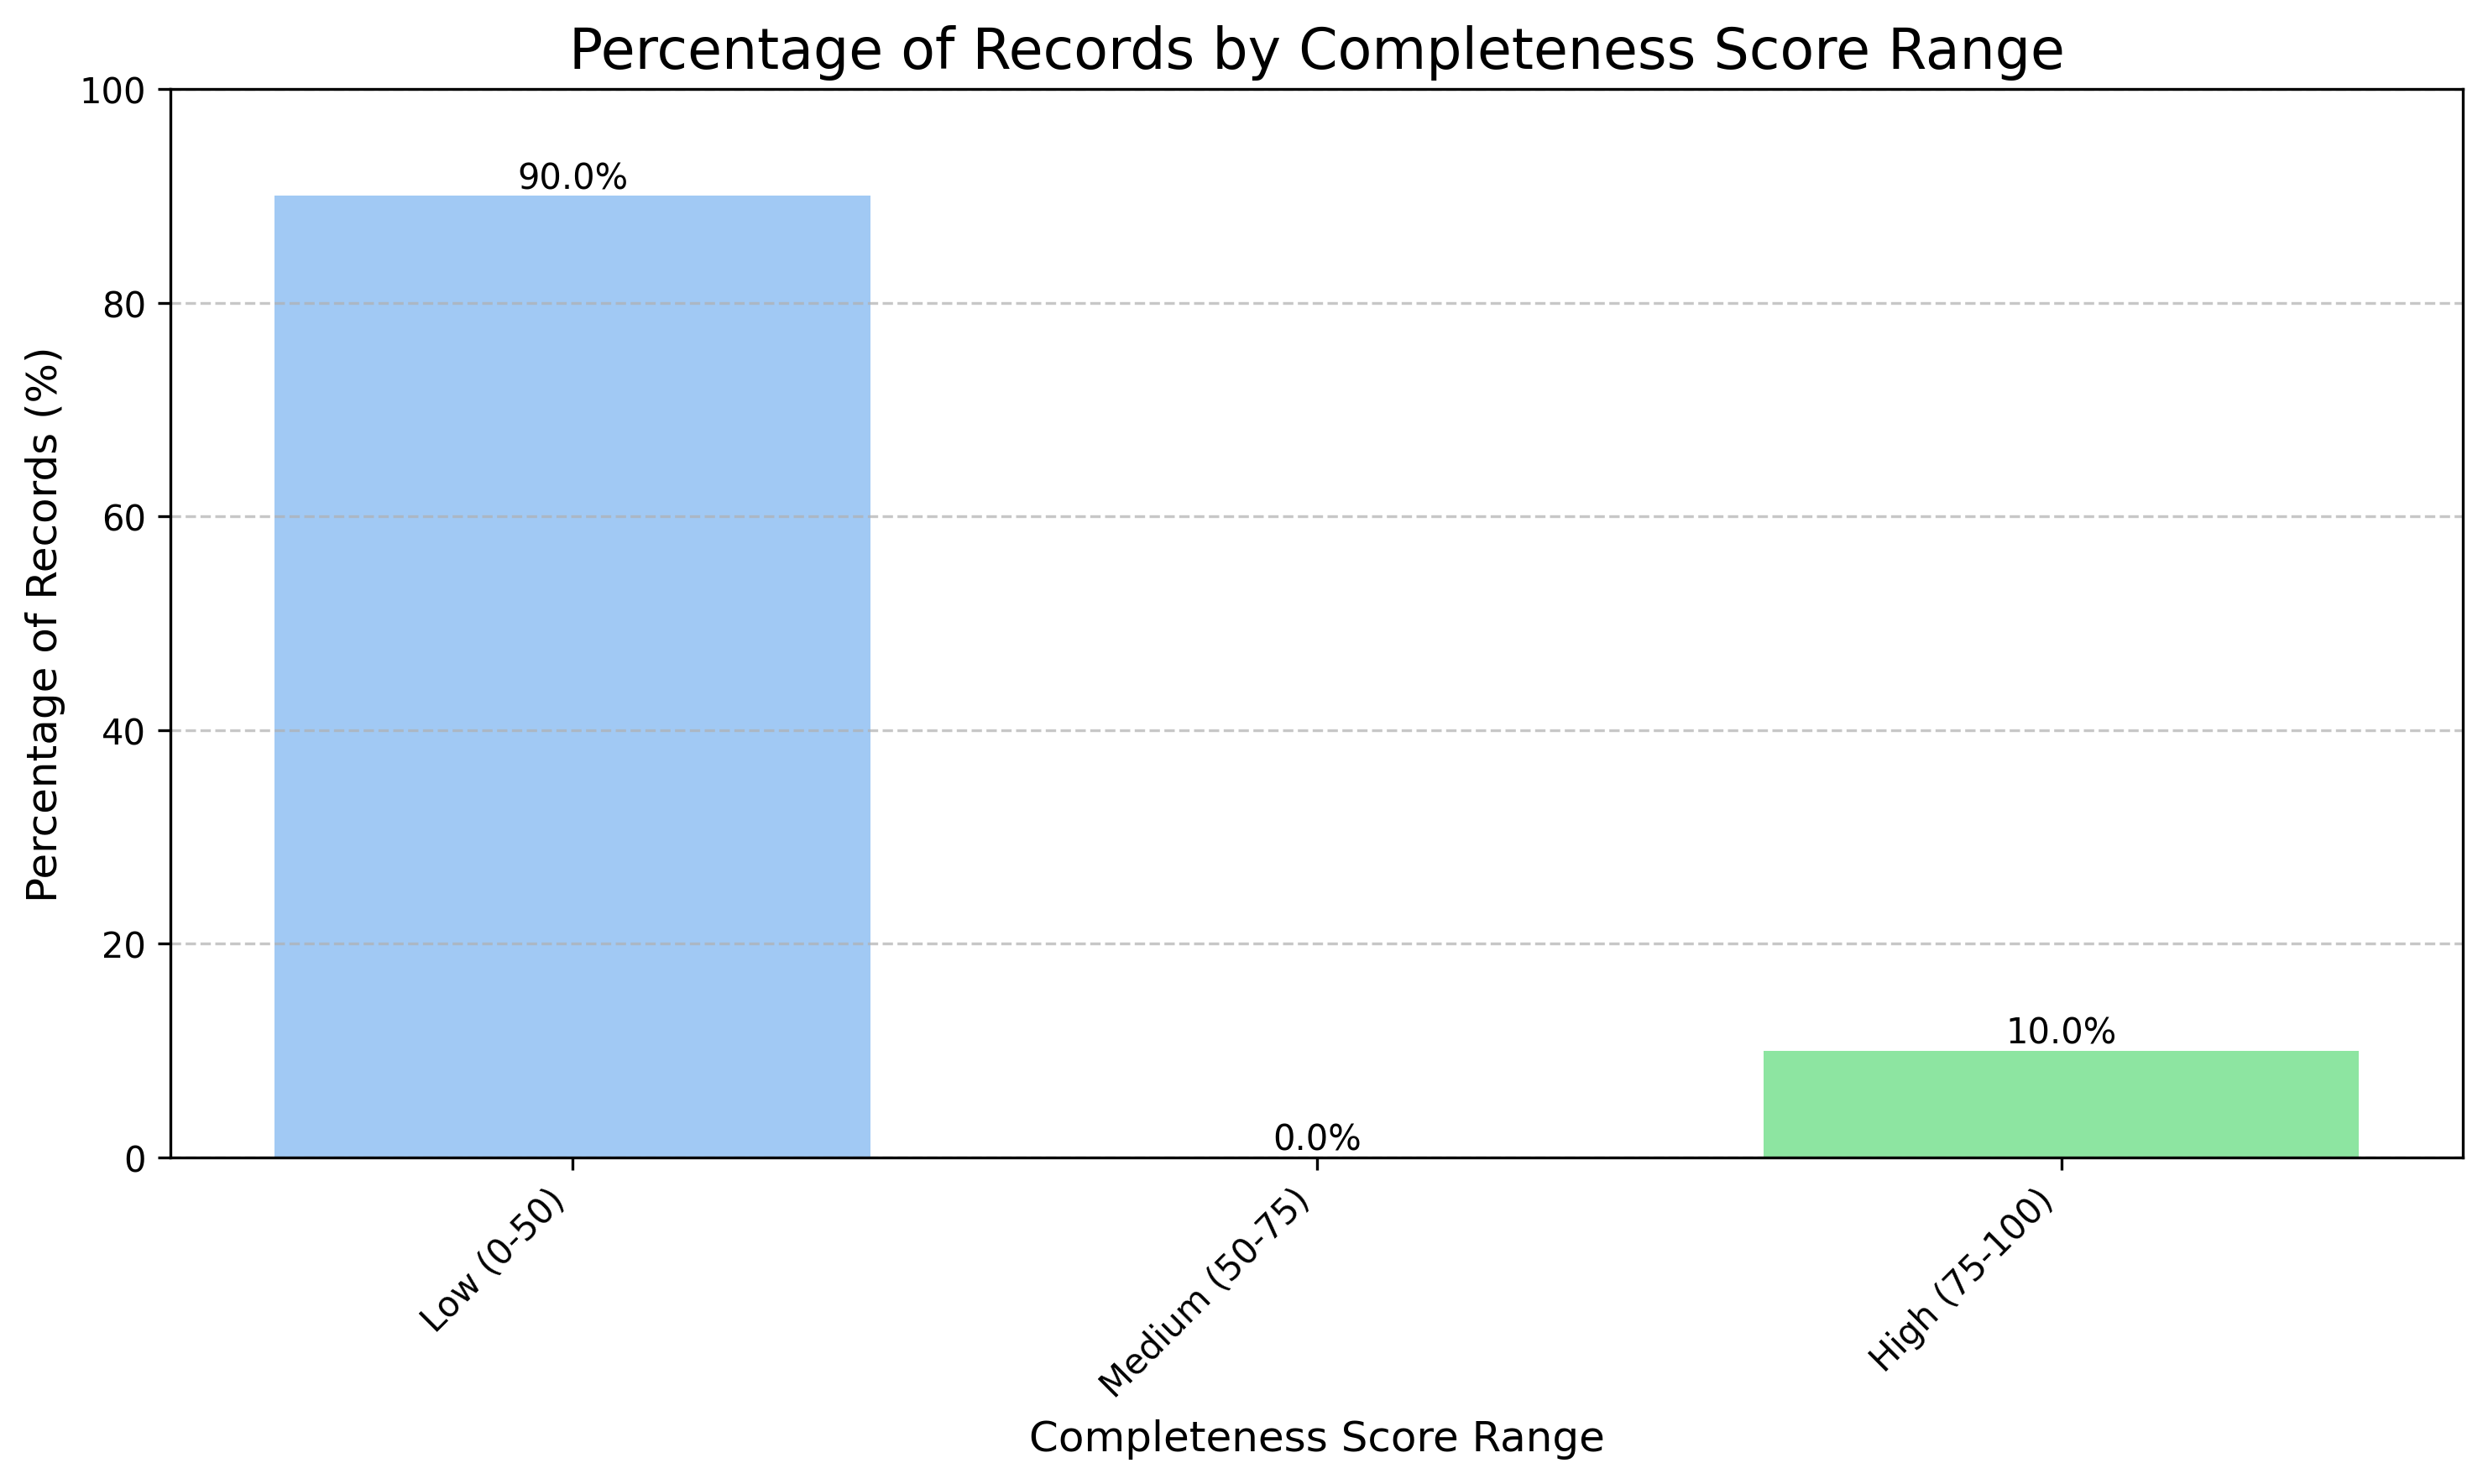 Percentage of Records by Completeness Score Range
Percentage of Records (%)
100
80
60
40
20
0
90.0%
0.0%
10.0%
Low (0-50)
Medium (50-75)
High (75-100)
Completeness Score Range